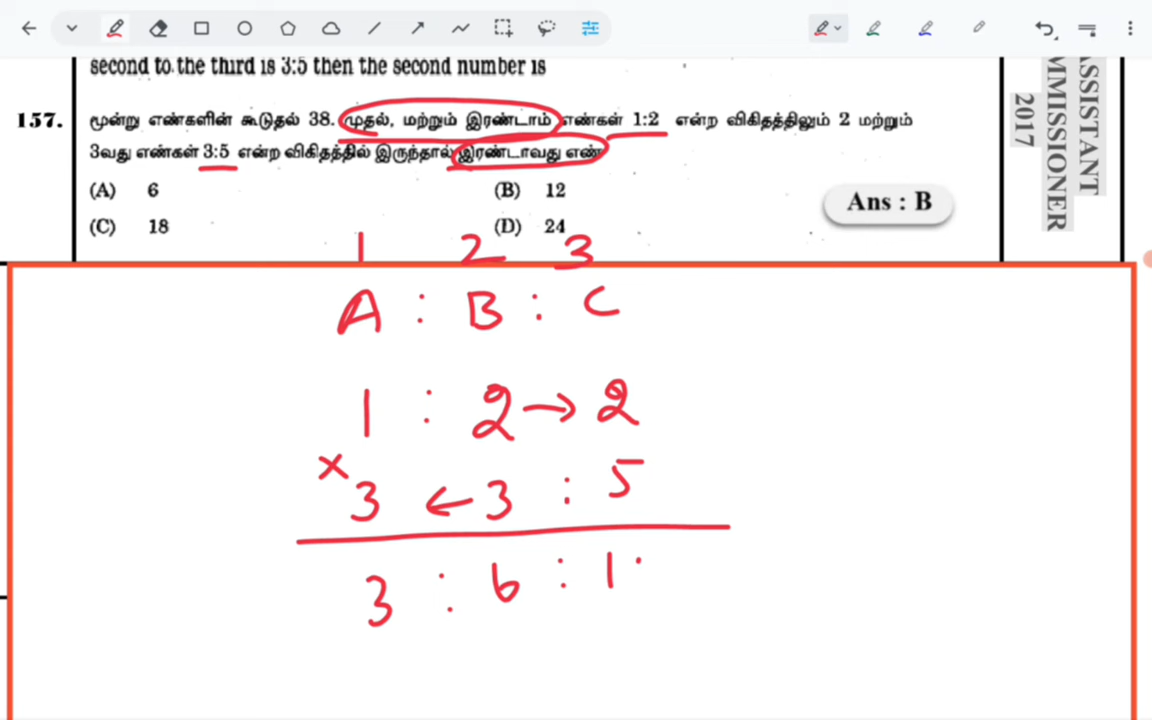 second to the third is 3:5 then the second number is
157. மூன்று எண்களின் கூடுதல் 38. முதல், மற்றும் இரண்டாம் எண்கள் 1:2 என்ற விகிதத்திலும் 2 மற்றும்
3வது எண்கள் 3:5 என்ற விகிதத்தில் இருந்தால் இரண்டாவது எண்
(A) 6 (B) 12
(C) 18 (D) 24
Ans : B
ASSISTANT
MMISSIONER
2017
1 2 3
A : B : C
1 : 2 → 2
× 3 ← 3 : 5
3 : 6 : 1